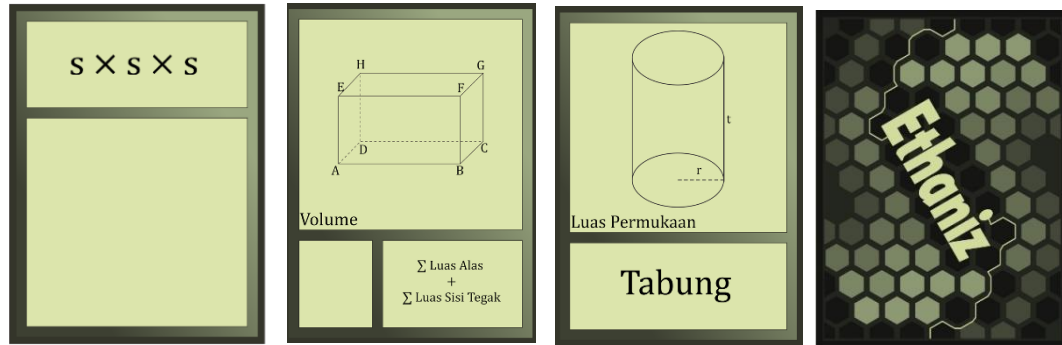 s × s × s
H G
E F
D C
A B
Volume
∑ Luas Alas
+
∑ Luas Sisi Tegak
t
r
Luas Permukaan
Tabung
Ethaniz